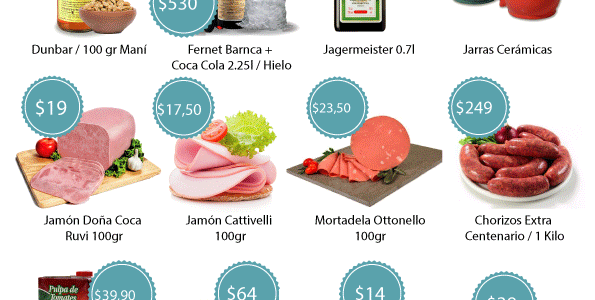 $530
Dunbar / 100 gr Maní
Fernet Barnca +
Coca Cola 2.25l / Hielo
Jagermeister 0.7l
Jarras Cerámicas
$19
$17,50
$23,50
$249
Jamón Doña Coca
Ruvi 100gr
Jamón Cattivelli
100gr
Mortadela Ottonello
100gr
Chorizos Extra
Centenario / 1 Kilo
Pulpa de
Tomates
$39,90
$64
$14